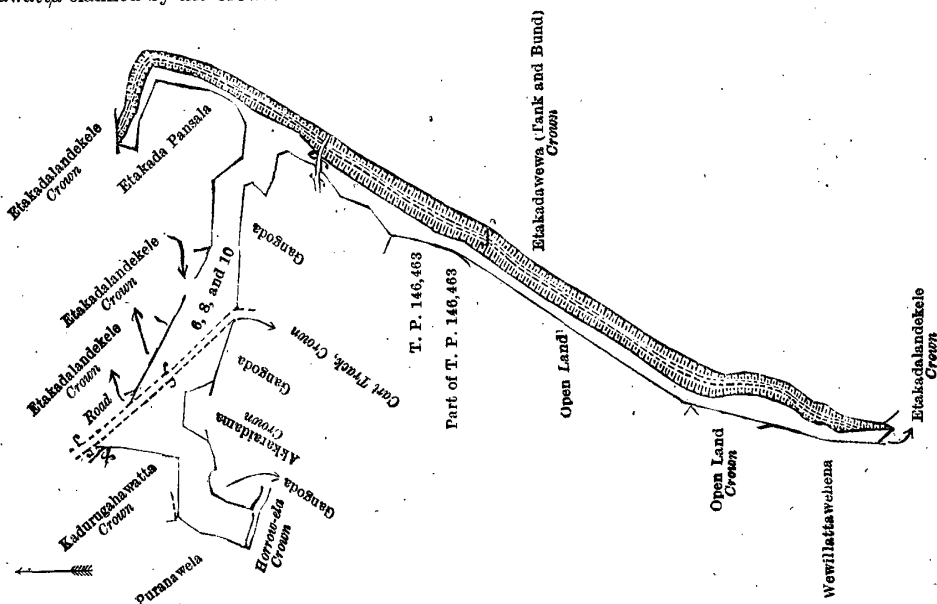 Etakadalandekele
Crown
Etakada Pansala
Etakadawewa (Tank and Bund)
Crown
Etakadalandekele
Crown
Etakadalandekele
Crown
Road
6, 8, and 10
Gangoda
Gangoda
Cart Track, Crown
Akkaraidama
Crown
Gangoda
Horrow-ela
Crown
Kadurugahawatta
Crown
Puranawela
T. P. 146,463
Part of T. P. 146,463
Open Land
Open Land
Crown
Wewillattawehena
Etakadalandekele
Crown